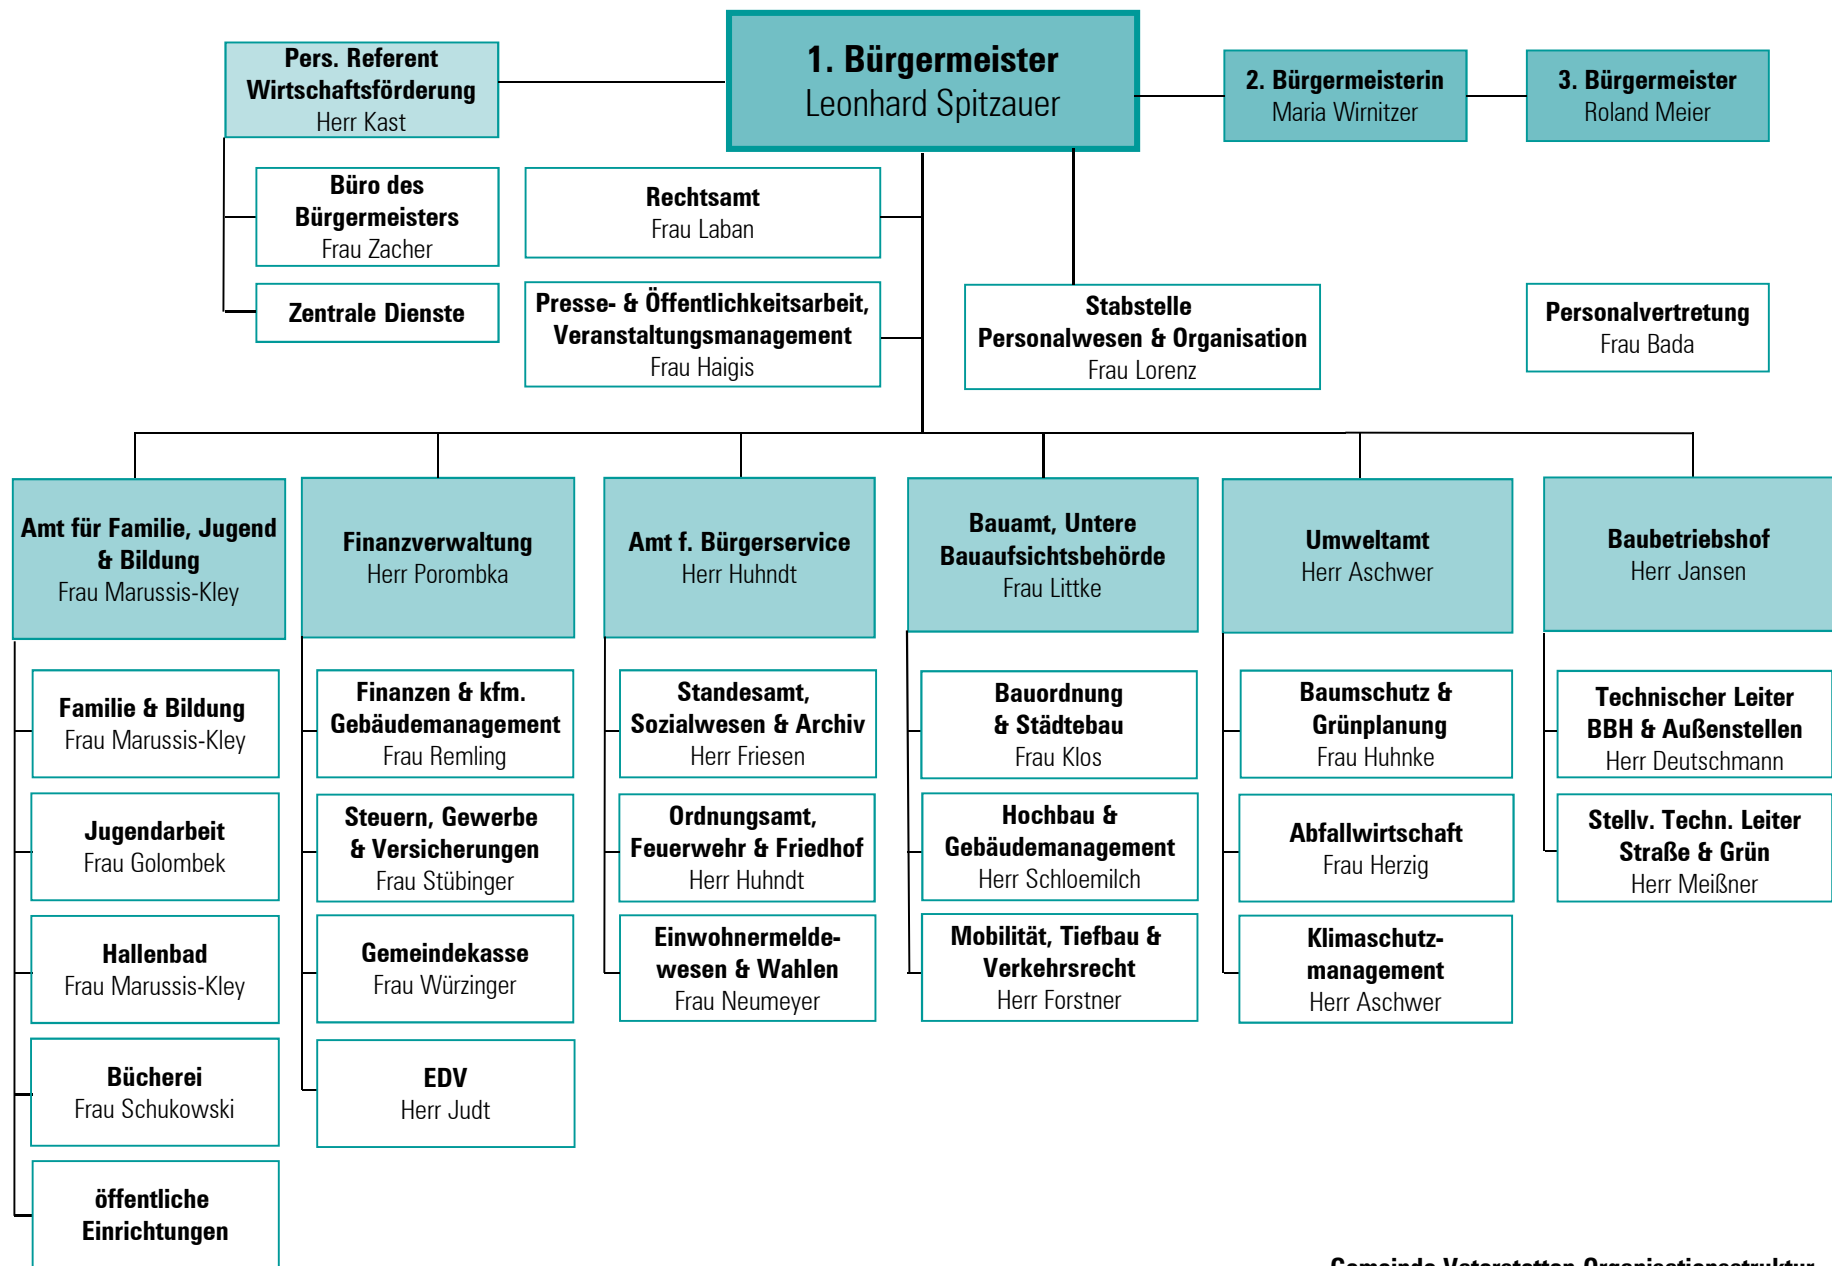 Pers. Referent
Wirtschaftsförderung
Herr Kast
1. Bürgermeister
Leonhard Spitzauer
2. Bürgermeisterin
Maria Wirnitzer
3. Bürgermeister
Roland Meier
Büro des
Bürgermeisters
Frau Zacher
Rechtsamt
Frau Laban
Zentrale Dienste
Presse- & Öffentlichkeitsarbeit,
Veranstaltungsmanagement
Frau Haigis
Stabstelle
Personalwesen & Organisation
Frau Lorenz
Personalvertretung
Frau Bada
Amt für Familie, Jugend
& Bildung
Frau Marussis-Kley
Finanzverwaltung
Herr Porombka
Amt f. Bürgerservice
Herr Huhndt
Bauamt, Untere
Bauaufsichtsbehörde
Frau Littke
Umweltamt
Herr Aschwer
Baubetriebshof
Herr Jansen
Familie & Bildung
Frau Marussis-Kley
Finanzen & kfm.
Gebäudemanagement
Frau Remling
Standesamt,
Sozialwesen & Archiv
Herr Friesen
Bauordnung
& Städtebau
Frau Klos
Baumschutz &
Grünplanung
Frau Huhnke
Technischer Leiter
BBH & Außenstellen
Herr Deutschmann
Jugendarbeit
Frau Golombek
Steuern, Gewerbe
& Versicherungen
Frau Stübinger
Ordnungsamt,
Feuerwehr & Friedhof
Herr Huhndt
Hochbau &
Gebäudemanagement
Herr Schloemilch
Abfallwirtschaft
Frau Herzig
Stellv. Techn. Leiter
Straße & Grün
Herr Meißner
Hallenbad
Frau Marussis-Kley
Gemeindekasse
Frau Würzinger
Einwohnermelde-
wesen & Wahlen
Frau Neumeyer
Mobilität, Tiefbau &
Verkehrsrecht
Herr Forstner
Klimaschutz-
management
Herr Aschwer
Bücherei
Frau Schukowski
EDV
Herr Judt
öffentliche
Einrichtungen
Gemeinde Vaterstetten Organisationsstruktur